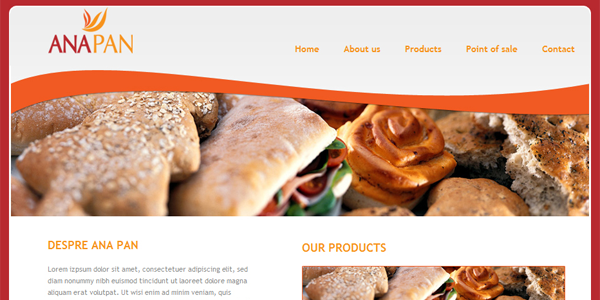 ANAPAN
Home About us Products Point of sale Contact
DESPRE ANA PAN
Lorem ipsum dolor sit amet, consectetuer adipiscing elit, sed
diam nonummy nibh euismod tincidunt ut laoreet dolore magna
aliquam erat volutpat. Ut wisi enim ad minim veniam, quis
OUR PRODUCTS